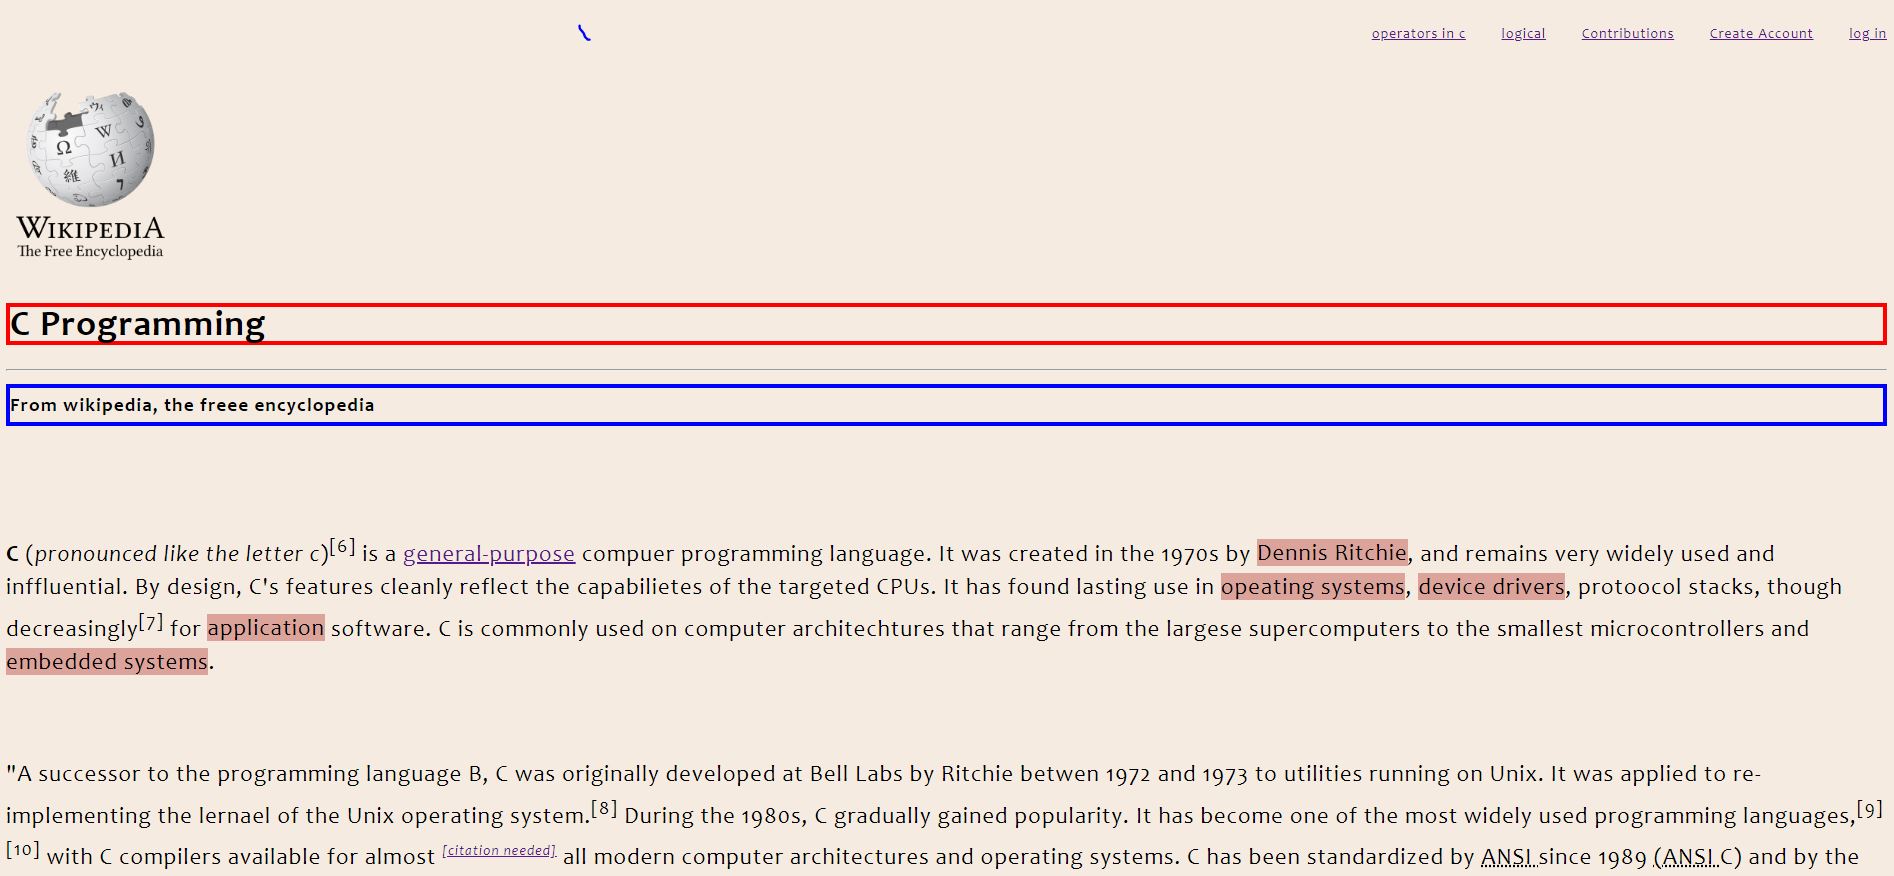 operators in c logical Contributions Create Account log in
WIKIPEDIA
The Free Encyclopedia
C Programming
From wikipedia, the freee encyclopedia
C (pronounced like the letter c)[6] is a general-purpose compuer programming language. It was created in the 1970s by Dennis Ritchie, and remains very widely used and
inffluential. By design, C's features cleanly reflect the capabilietes of the targeted CPUs. It has found lasting use in opeating systems, device drivers, protoocol stacks, though
decreasingly[7] for application software. C is commonly used on computer architechtures that range from the largese supercomputers to the smallest microcontrollers and
embedded systems.
"A successor to the programming language B, C was originally developed at Bell Labs by Ritchie betwen 1972 and 1973 to utilities running on Unix. It was applied to re-
implementing the lernael of the Unix operating system.[8] During the 1980s, C gradually gained popularity. It has become one of the most widely used programming languages,[9]
[10] with C compilers available for almost [citation needed] all modern computer architectures and operating systems. C has been standardized by ANSI since 1989 (ANSI C) and by the